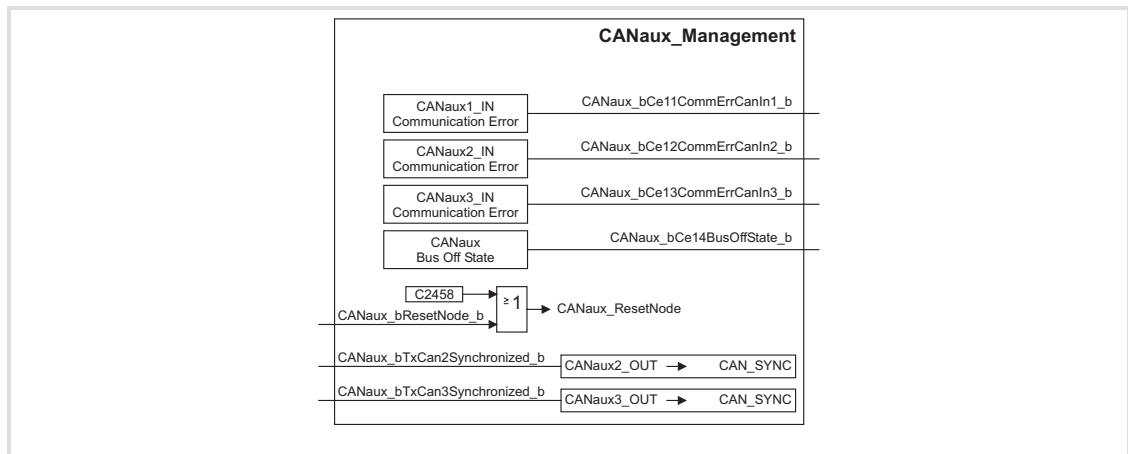 CANaux_Management
CANaux1_IN
Communication Error
CANaux_bCe11CommErrCanIn1_b
CANaux2_IN
Communication Error
CANaux_bCe12CommErrCanIn2_b
CANaux3_IN
Communication Error
CANaux_bCe13CommErrCanIn3_b
CANaux
Bus Off State
CANaux_bCe14BusOffState_b
C2458
≥1
CANaux_ResetNode
CANaux_bResetNode_b
CANaux_bTxCan2Synchronized_b
CANaux2_OUT → CAN_SYNC
CANaux_bTxCan3Synchronized_b
CANaux3_OUT → CAN_SYNC